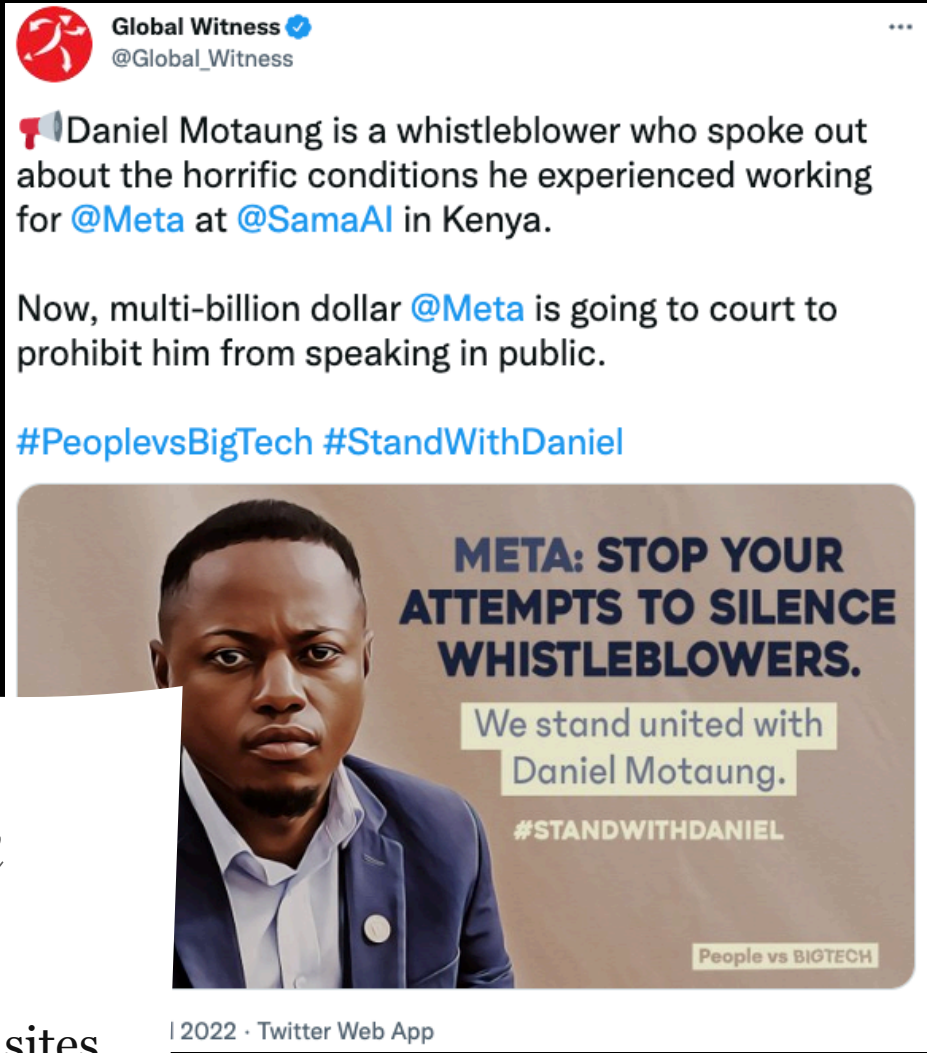 Global Witness
@Global_Witness
📢Daniel Motaung is a whistleblower who spoke out
about the horrific conditions he experienced working
for @Meta at @SamaAI in Kenya.
Now, multi-billion dollar @Meta is going to court to
prohibit him from speaking in public.
#PeoplevsBigTech #StandWithDaniel
META: STOP YOUR
ATTEMPTS TO SILENCE
WHISTLEBLOWERS.
We stand united with
Daniel Motaung.
#STANDWITHDANIEL
People vs BIGTECH
2022 · Twitter Web App
sites